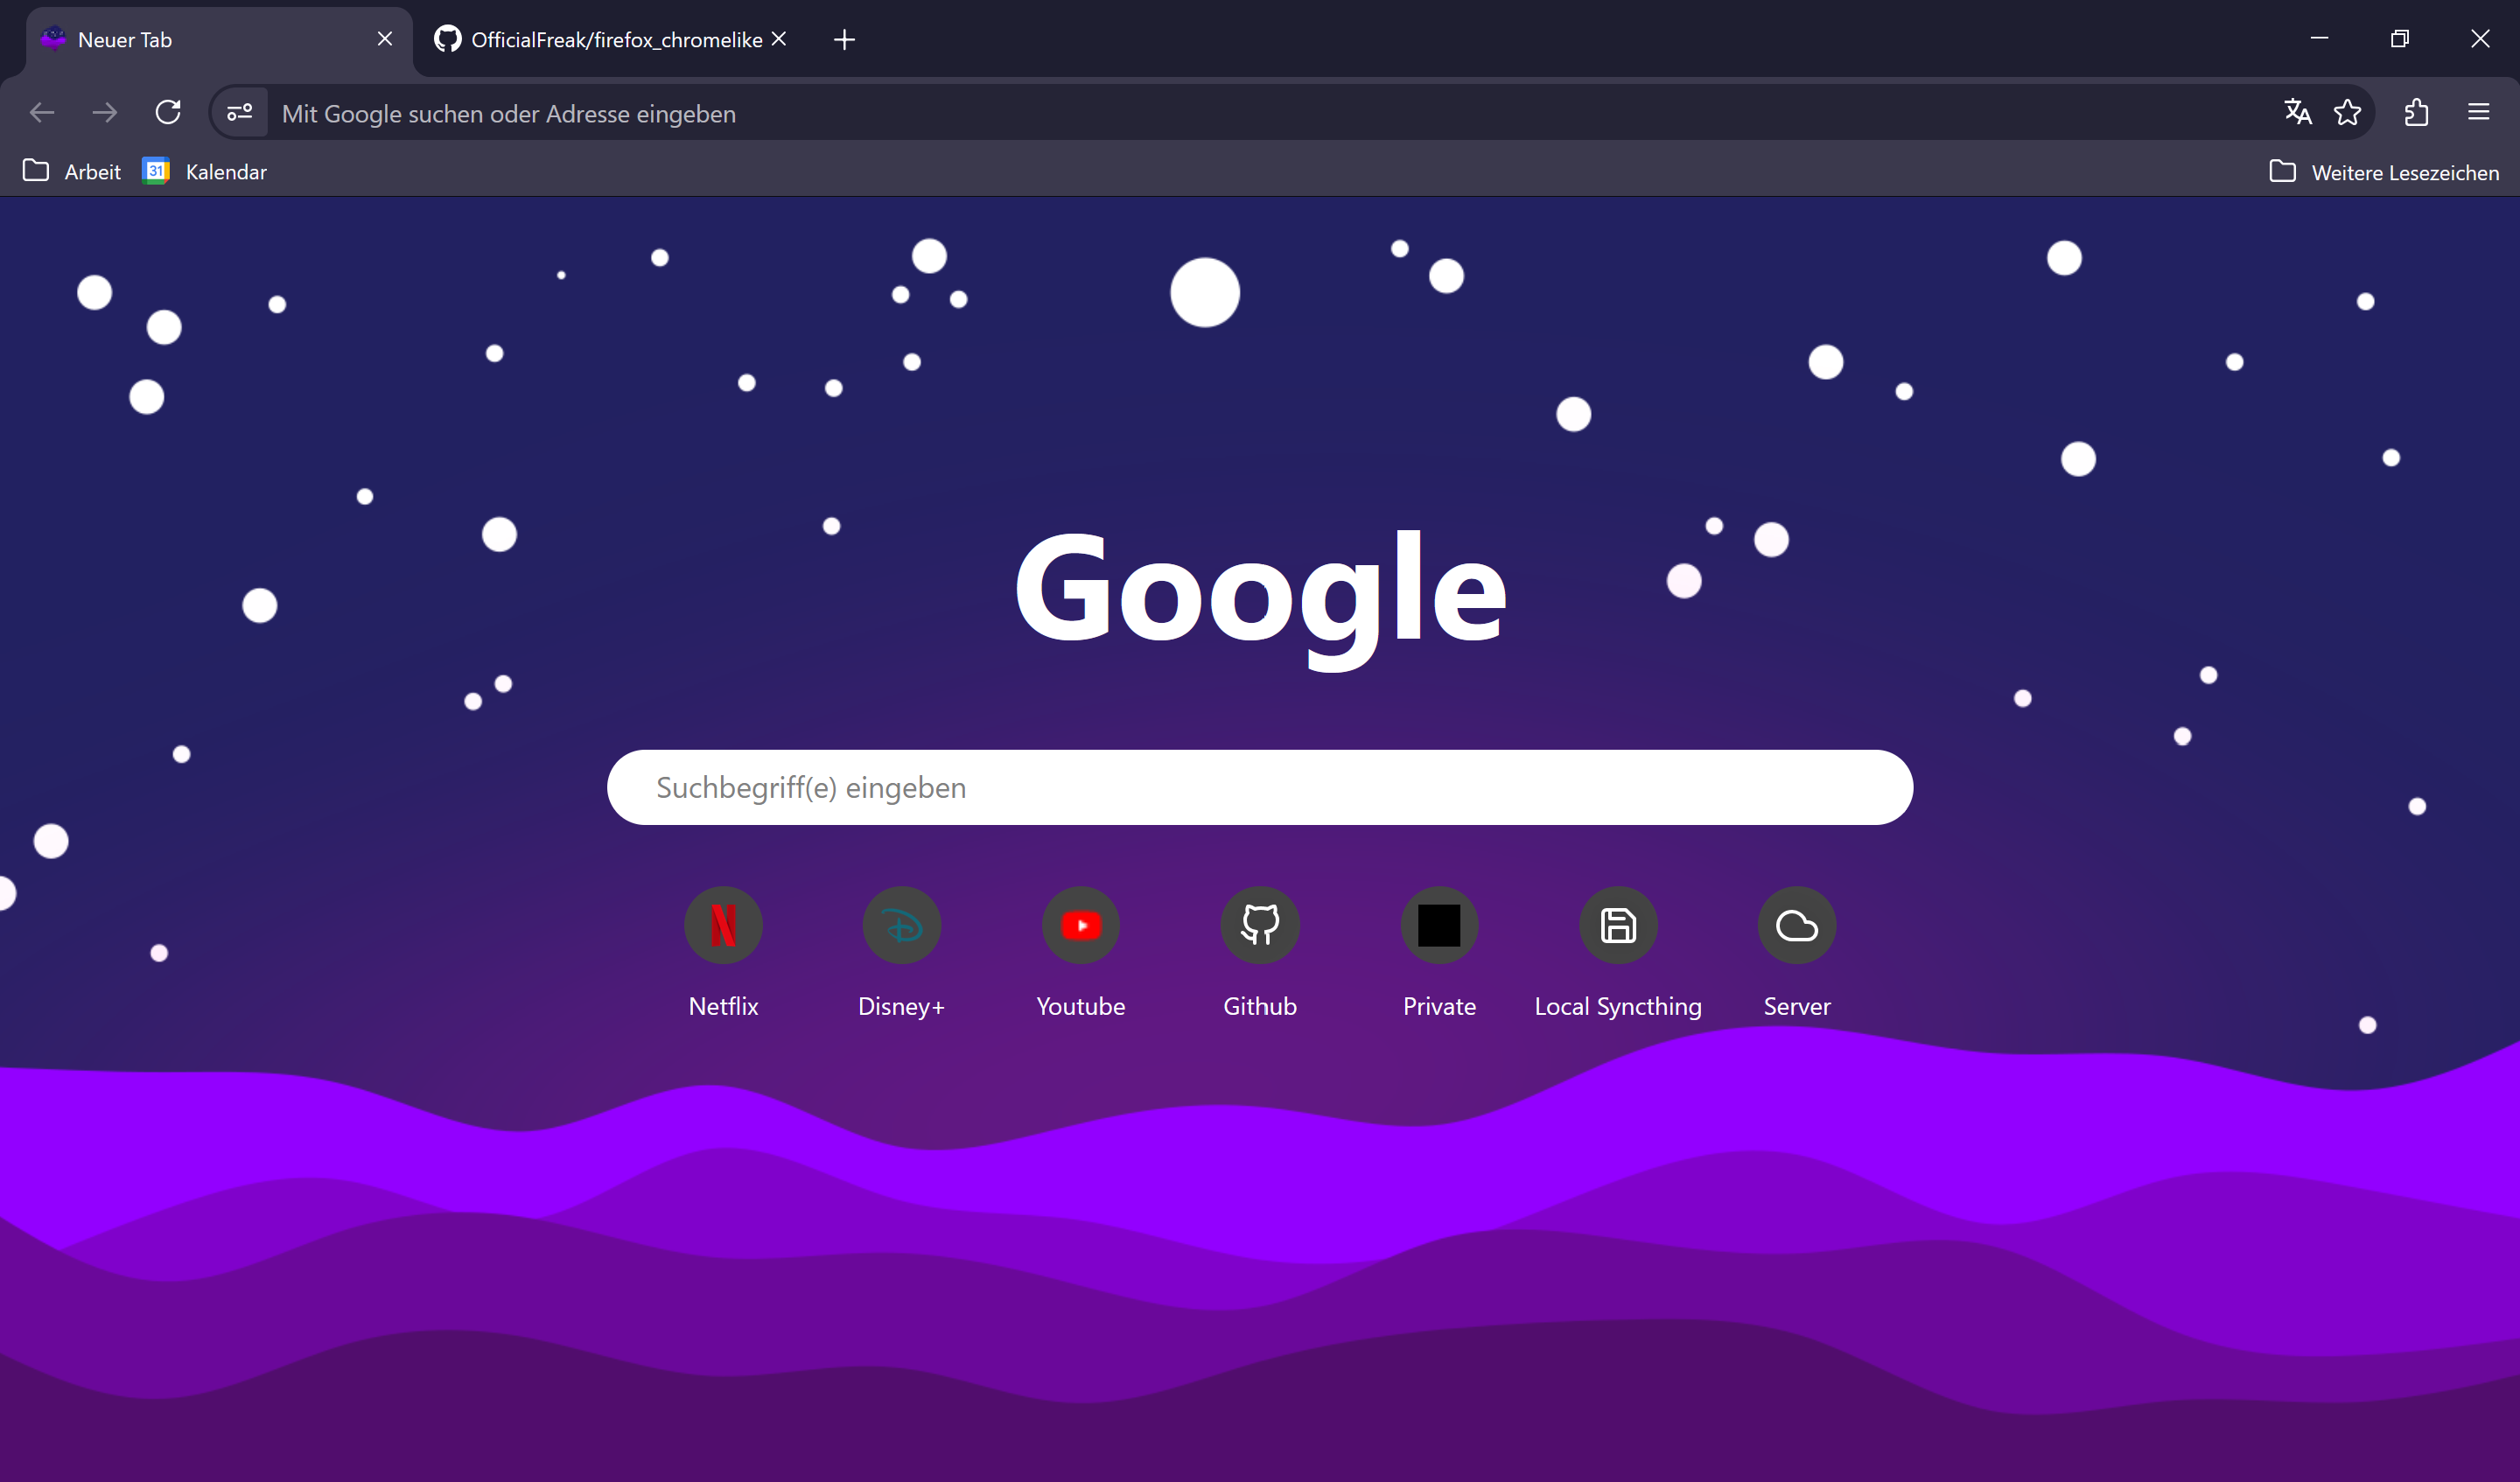 Neuer Tab
OfficialFreak/firefox_chromelike
Mit Google suchen oder Adresse eingeben
Arbeit
31
Kalendar
Weitere Lesezeichen
Google
Suchbegriff(e) eingeben
Netflix
Disney+
Youtube
Github
Private
Local Syncthing
Server